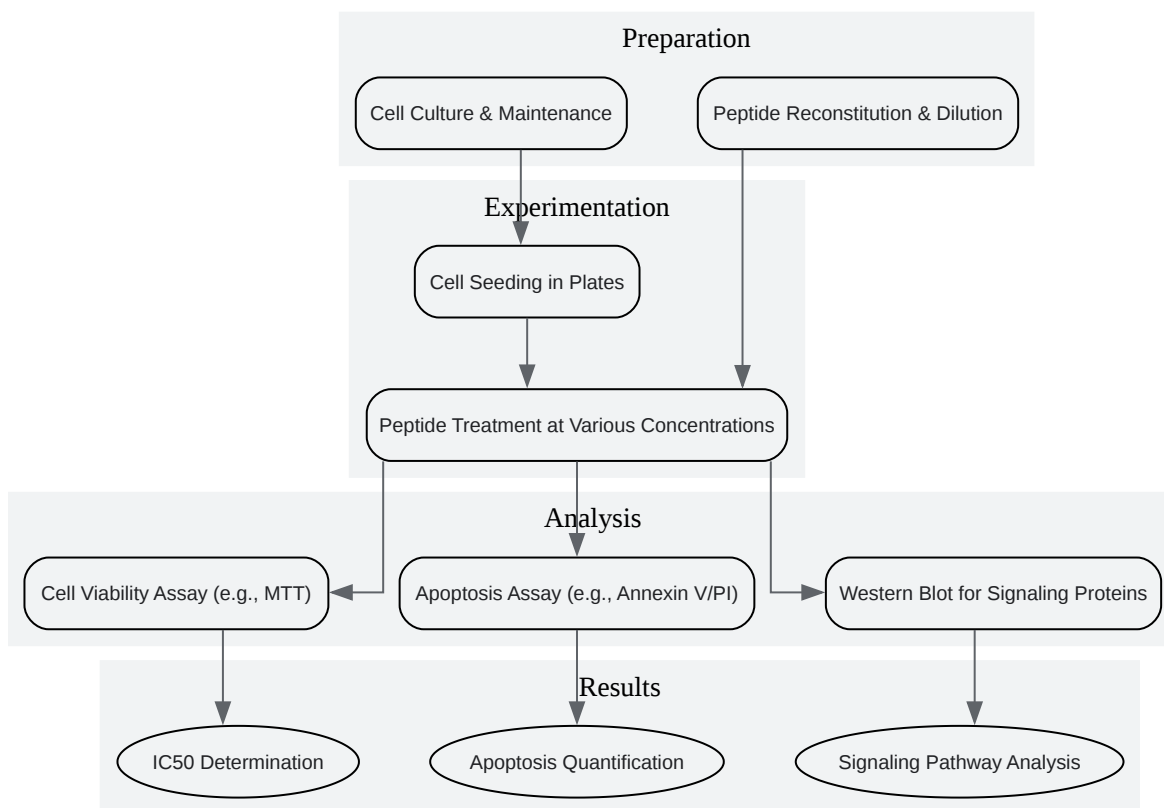 Preparation
Cell Culture & Maintenance
Peptide Reconstitution & Dilution
Experimentation
Cell Seeding in Plates
Peptide Treatment at Various Concentrations
Analysis
Cell Viability Assay (e.g., MTT)
Apoptosis Assay (e.g., Annexin V/PI)
Western Blot for Signaling Proteins
Results
IC50 Determination
Apoptosis Quantification
Signaling Pathway Analysis